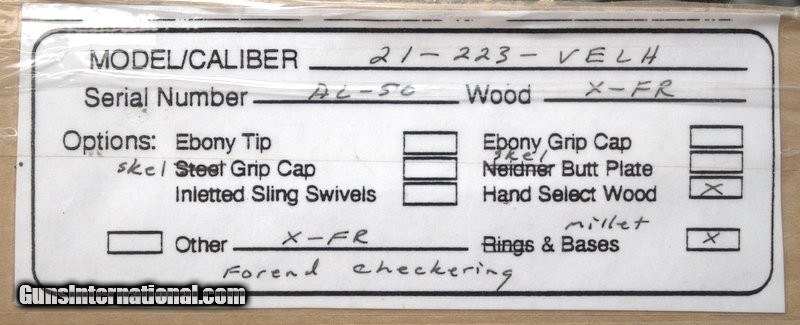 MODEL/CALIBER 21-223-VELH
Serial Number AL-50 Wood X-FR
Options: Ebony Tip Ebony Grip Cap
skel Steel Grip Cap skel Neidner Butt Plate
Inletted Sling Swivels Hand Select Wood X
Other X-FR millet Rings & Bases X
Forend checkering
GunsInternational.com